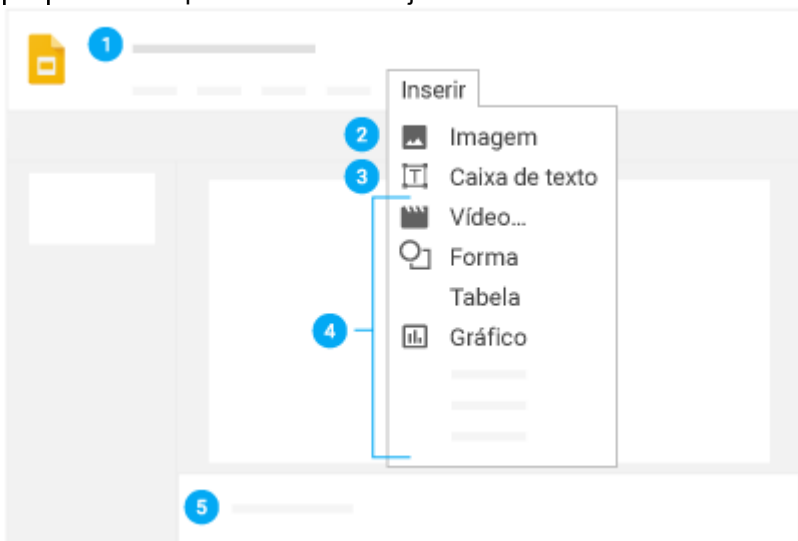 1
Inserir
2 Imagem
3 Caixa de texto
Vídeo...
Forma
Tabela
4 Gráfico
5